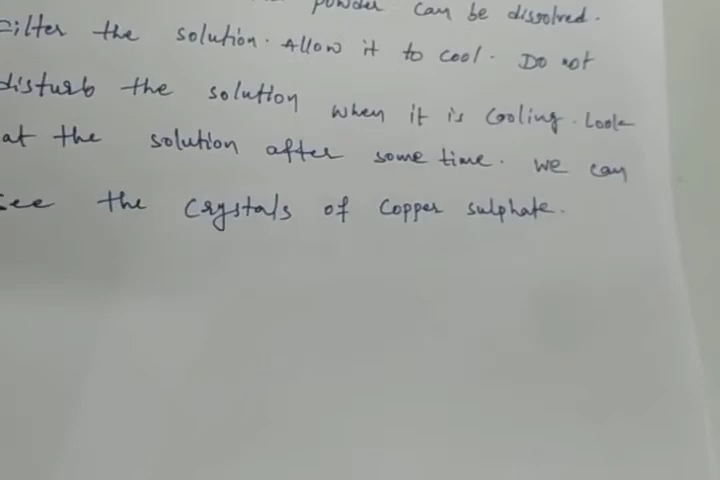 powder can be dissolved.
Filter the solution. Allow it to cool. Do not
disturb the solution when it is cooling. Look
at the solution after some time. We can
see the crystals of copper sulphate.